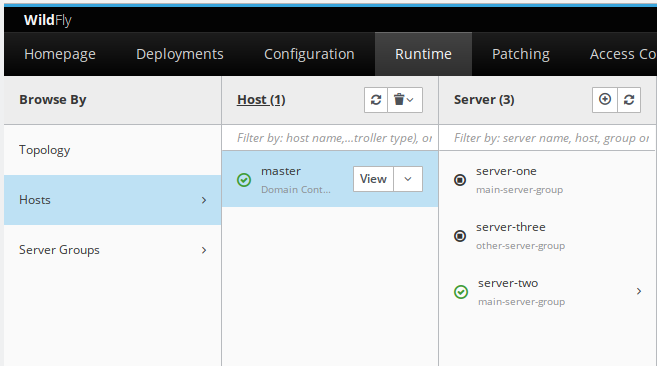 WildFly
Homepage Deployments Configuration Runtime Patching Access Co
Browse By
Topology
Hosts
Server Groups
Host (1)
Filter by: host name,...troller type), or
master
Domain Cont...
View
Server (3)
Filter by: server name, host, group or
server-one
main-server-group
server-three
other-server-group
server-two
main-server-group